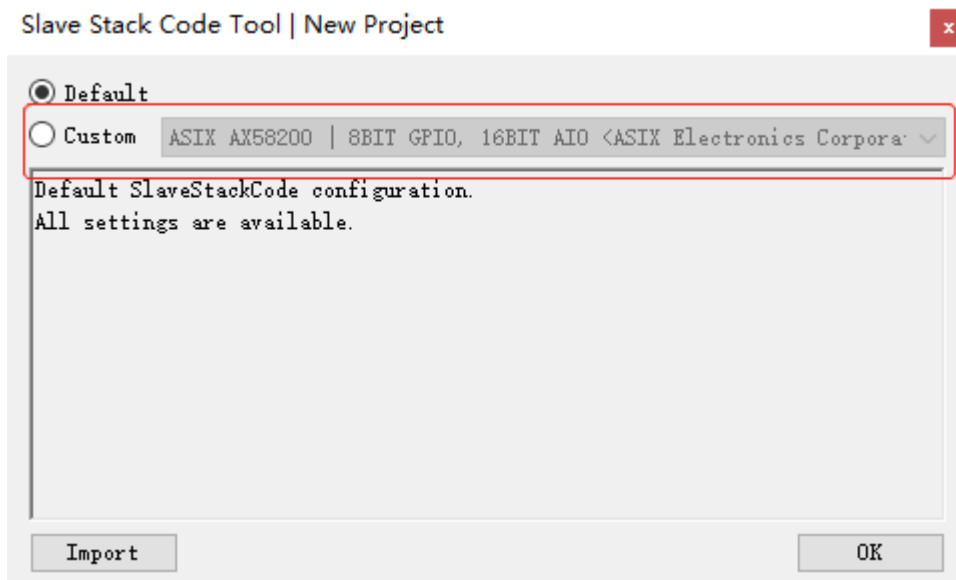 Slave Stack Code Tool | New Project
x
Default
Custom ASIX AX58200 | 8BIT GPIO, 16BIT AIO <ASIX Electronics Corpora
Default SlaveStackCode configuration.
All settings are available.
Import OK